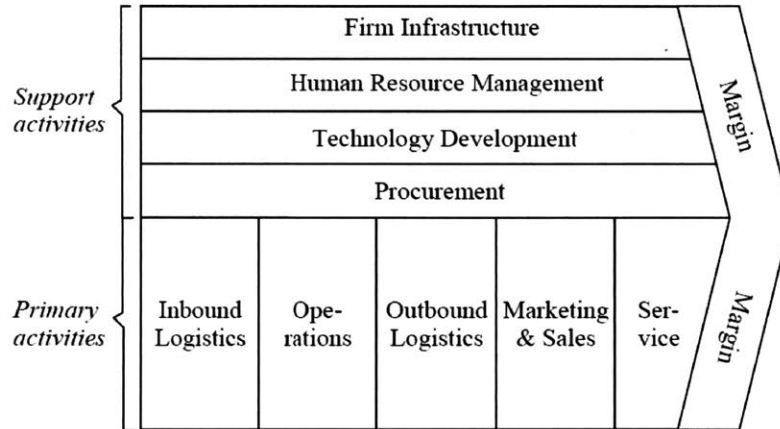 Firm Infrastructure
Human Resource Management
Technology Development
Procurement
Support
activities
Margin
Primary
activities
Inbound
Logistics
Ope-
rations
Outbound
Logistics
Marketing
& Sales
Ser-
vice
Margin